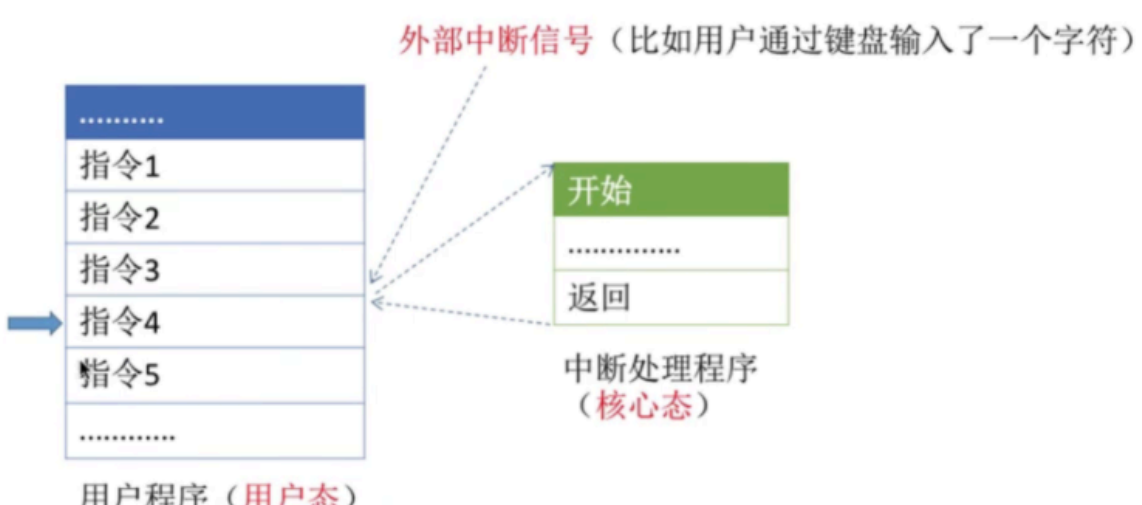 外部中断信号（比如用户通过键盘输入了一个字符）
..........
指令1
指令2
指令3
指令4
指令5
............
用户程序（用户态）
开始
..............
返回
中断处理程序
（核心态）